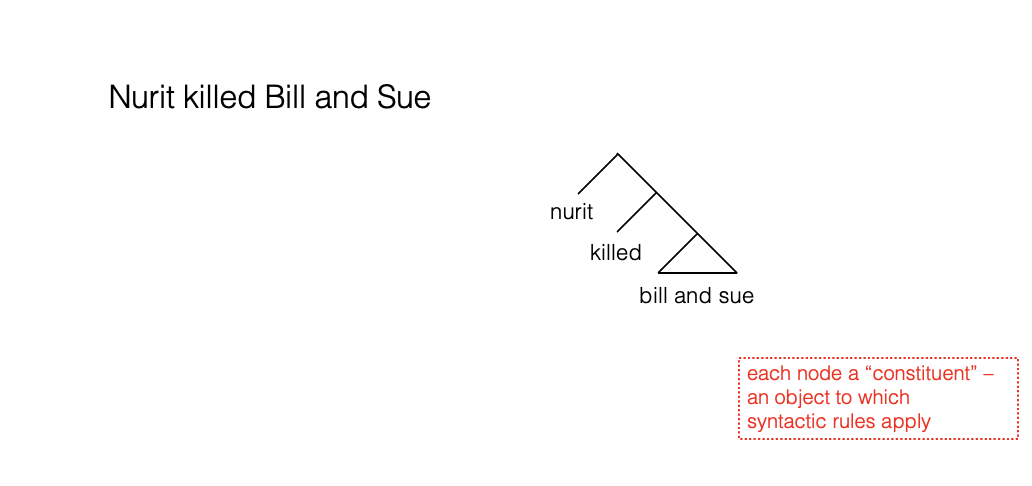 Nurit killed Bill and Sue
nurit
killed
bill and sue
each node a “constituent” –
an object to which
syntactic rules apply